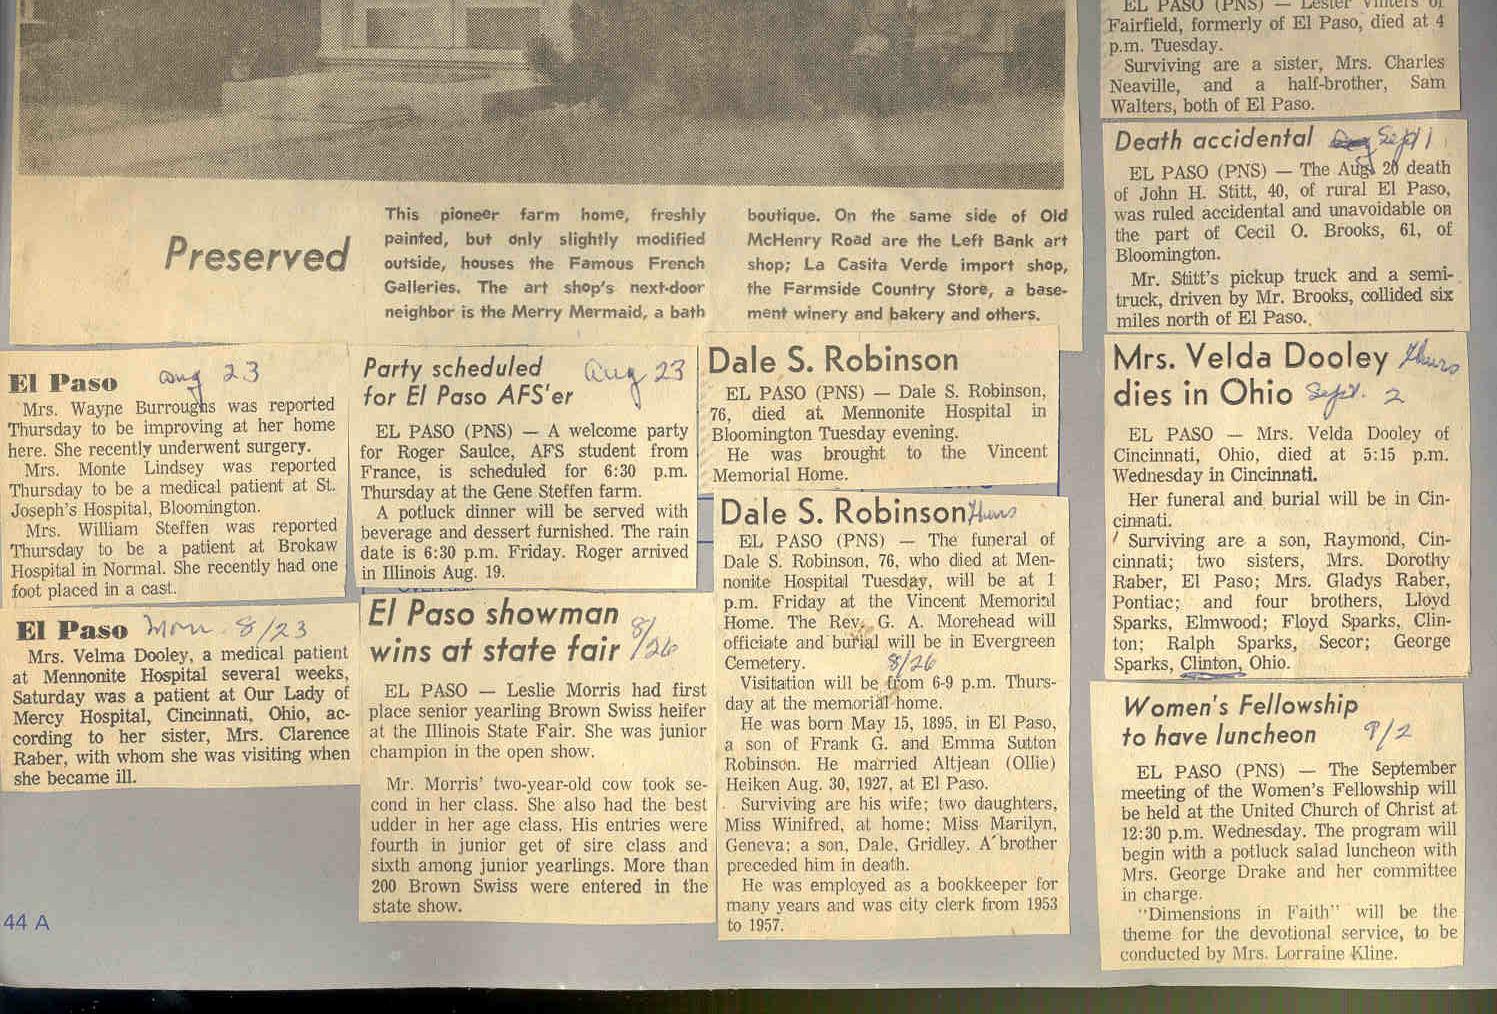 Preserved
This pioneer farm home, freshly
painted, but only slightly modified
outside, houses the Famous French
Galleries. The art shop's next-door
neighbor is the Merry Mermaid, a bath
boutique. On the same side of Old
McHenry Road are the Left Bank art
shop; La Casita Verde import shop,
the Farmside Country Store, a base-
ment winery and bakery and others.
El Paso Aug 23
Mrs. Wayne Burroughs was reported
Thursday to be improving at her home
here. She recently underwent surgery.
Mrs. Monte Lindsey was reported
Thursday to be a medical patient at St.
Joseph's Hospital, Bloomington.
Mrs. William Steffen was reported
Thursday to be a patient at Brokaw
Hospital in Normal. She recently had one
foot placed in a cast.
El Paso Mon. 8/23
Mrs. Velma Dooley, a medical patient
at Mennonite Hospital several weeks,
Saturday was a patient at Our Lady of
Mercy Hospital, Cincinnati, Ohio, ac-
cording to her sister, Mrs. Clarence
Raber, with whom she was visiting when
she became ill.
44 A
Party scheduled
for El Paso AFS'er
Aug 23
EL PASO (PNS) — A welcome party
for Roger Saulce, AFS student from
France, is scheduled for 6:30 p.m.
Thursday at the Gene Steffen farm.
A potluck dinner will be served with
beverage and dessert furnished. The rain
date is 6:30 p.m. Friday. Roger arrived
in Illinois Aug. 19.
El Paso showman
wins at state fair
8/26
EL PASO — Leslie Morris had first
place senior yearling Brown Swiss heifer
at the Illinois State Fair. She was junior
champion in the open show.
Mr. Morris' two-year-old cow took se-
cond in her class. She also had the best
udder in her age class. His entries were
fourth in junior get of sire class and
sixth among junior yearlings. More than
200 Brown Swiss were entered in the
state show.
Dale S. Robinson
EL PASO (PNS) — Dale S. Robinson,
76, died at Mennonite Hospital in
Bloomington Tuesday evening.
He was brought to the Vincent
Memorial Home.
Dale S. Robinson Thurs
EL PASO (PNS) — The funeral of
Dale S. Robinson, 76, who died at Men-
nonite Hospital Tuesday, will be at 1
p.m. Friday at the Vincent Memorial
Home. The Rev. G. A. Morehead will
officiate and burial will be in Evergreen
Cemetery. 8/26
Visitation will be from 6-9 p.m. Thurs-
day at the memorial home.
He was born May 15, 1895, in El Paso,
a son of Frank G. and Emma Sutton
Robinson. He married Altjean (Ollie)
Heiken Aug. 30, 1927, at El Paso.
Surviving are his wife; two daughters,
Miss Winifred, at home; Miss Marilyn,
Geneva; a son, Dale, Gridley. A brother
preceded him in death.
He was employed as a bookkeeper for
many years and was city clerk from 1953
to 1957.
EL PASO (PNS) — Lester Vinters of
Fairfield, formerly of El Paso, died at 4
p.m. Tuesday.
Surviving are a sister, Mrs. Charles
Neaville, and a half-brother, Sam
Walters, both of El Paso.
Death accidental Sept 1
EL PASO (PNS) — The Aug. 20 death
of John H. Stitt, 40, of rural El Paso,
was ruled accidental and unavoidable on
the part of Cecil O. Brooks, 61, of
Bloomington.
Mr. Stitt's pickup truck and a semi-
truck, driven by Mr. Brooks, collided six
miles north of El Paso.
Mrs. Velda Dooley Thurs
dies in Ohio Sept. 2
EL PASO — Mrs. Velda Dooley of
Cincinnati, Ohio, died at 5:15 p.m.
Wednesday in Cincinnati.
Her funeral and burial will be in Cin-
cinnati.
Surviving are a son, Raymond, Cin-
cinnati; two sisters, Mrs. Dorothy
Raber, El Paso; Mrs. Gladys Raber,
Pontiac; and four brothers, Lloyd
Sparks, Elmwood; Floyd Sparks, Clin-
ton; Ralph Sparks, Secor; George
Sparks, Clinton, Ohio.
Women's Fellowship
to have luncheon 9/2
EL PASO (PNS) — The September
meeting of the Women's Fellowship will
be held at the United Church of Christ at
12:30 p.m. Wednesday. The program will
begin with a potluck salad luncheon with
Mrs. George Drake and her committee
in charge.
"Dimensions in Faith" will be the
theme for the devotional service, to be
conducted by Mrs. Lorraine Kline.